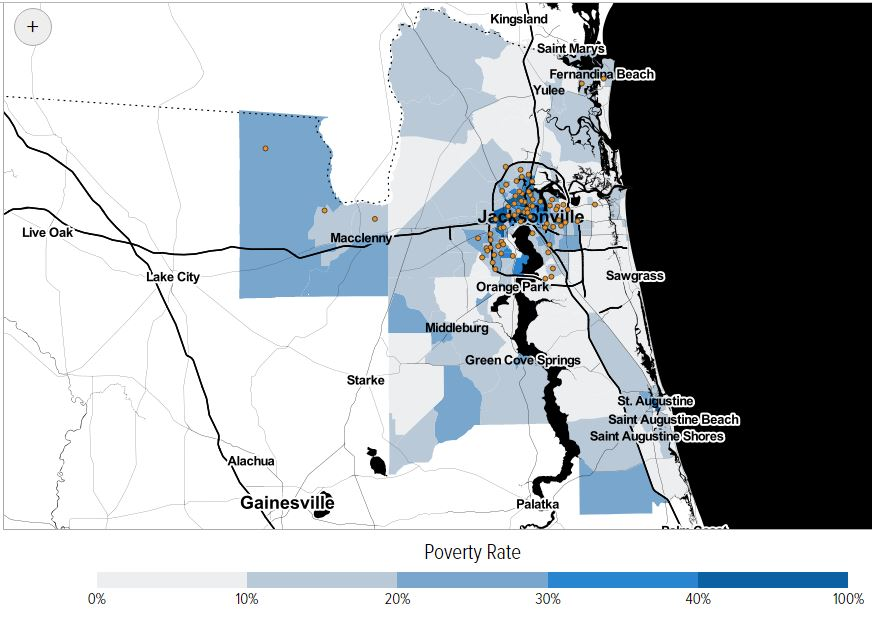 +
Kingsland
Saint Marys
Fernandina Beach
Yulee
Jacksonville
Live Oak
Macclenny
Lake City
Sawgrass
Orange Park
Middleburg
Green Cove Springs
Starke
St. Augustine
Saint Augustine Beach
Saint Augustine Shores
Alachua
Gainesville
Palatka
Palm Coast
Poverty Rate
0% 10% 20% 30% 40% 100%